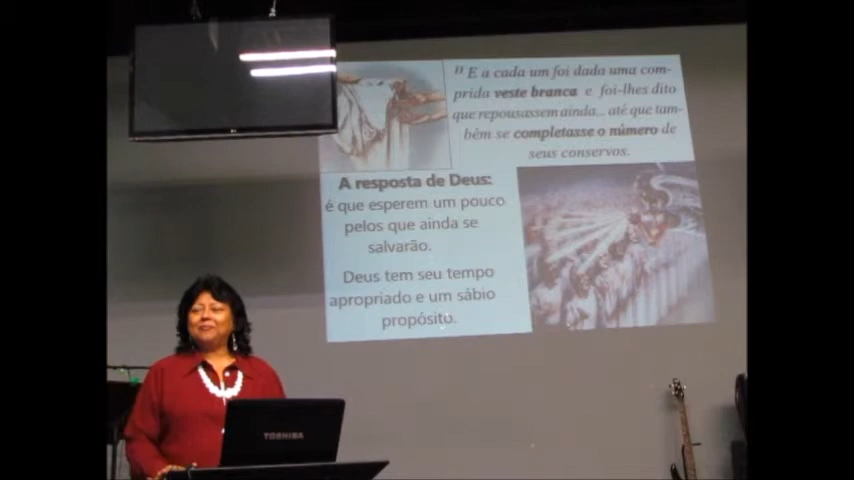 " E a cada um foi dada uma com-
prida veste branca e foi-lhes dito
que repousassem ainda... até que tam-
bém se completasse o número de
seus conservos.
A resposta de Deus:
é que esperem um pouco
pelos que ainda se
salvarão.
Deus tem seu tempo
apropriado e um sábio
propósito.
TOSHIBA